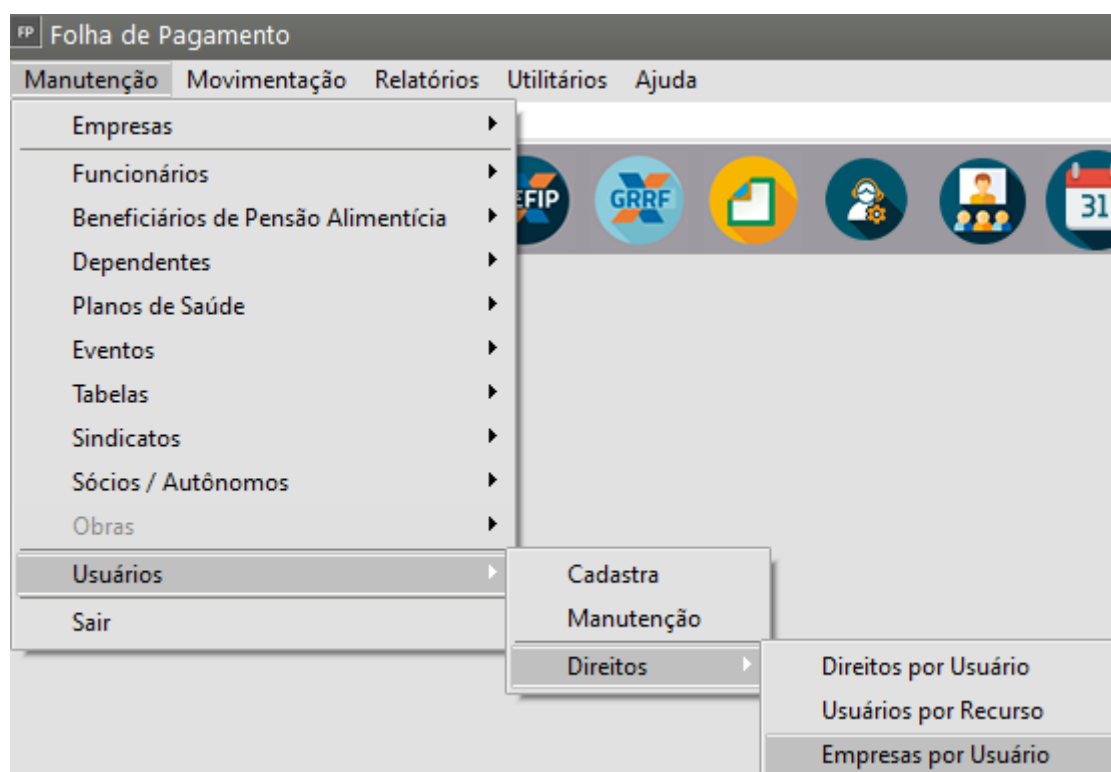 FP Folha de Pagamento
Manutenção Movimentação Relatórios Utilitários Ajuda
Empresas
Funcionários
Beneficiários de Pensão Alimentícia
Dependentes
Planos de Saúde
Eventos
Tabelas
Sindicatos
Sócios / Autônomos
Obras
Usuários
Sair
EFIP
GRRF
31
Cadastra
Manutenção
Direitos
Direitos por Usuário
Usuários por Recurso
Empresas por Usuário